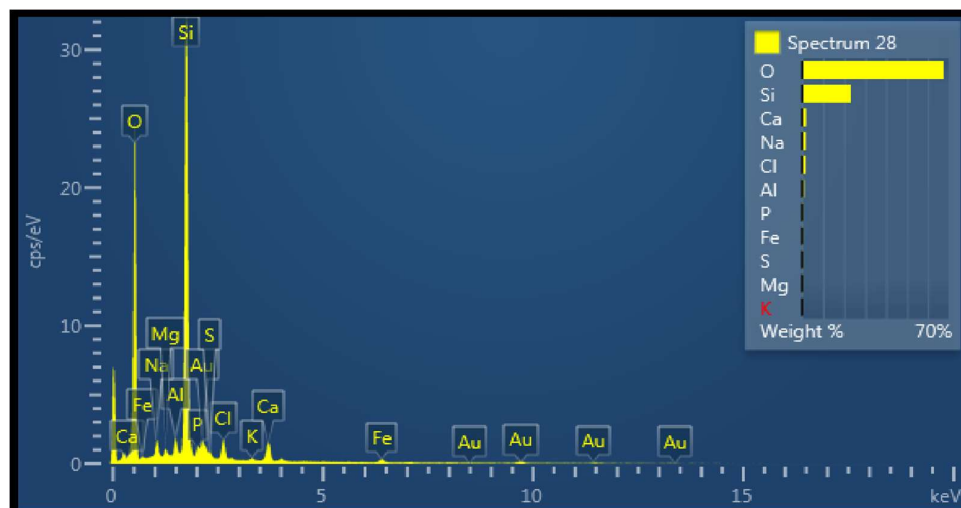 30
20
10
0
cps/eV
Si
O
Mg
S
Na
Au
Fe
Al
Ca
P
Cl
K
Ca
Fe
Au
Au
Au
Au
0
5
10
15
keV
Spectrum 28
O
Si
Ca
Na
Cl
Al
P
Fe
S
Mg
K
Weight % 70%